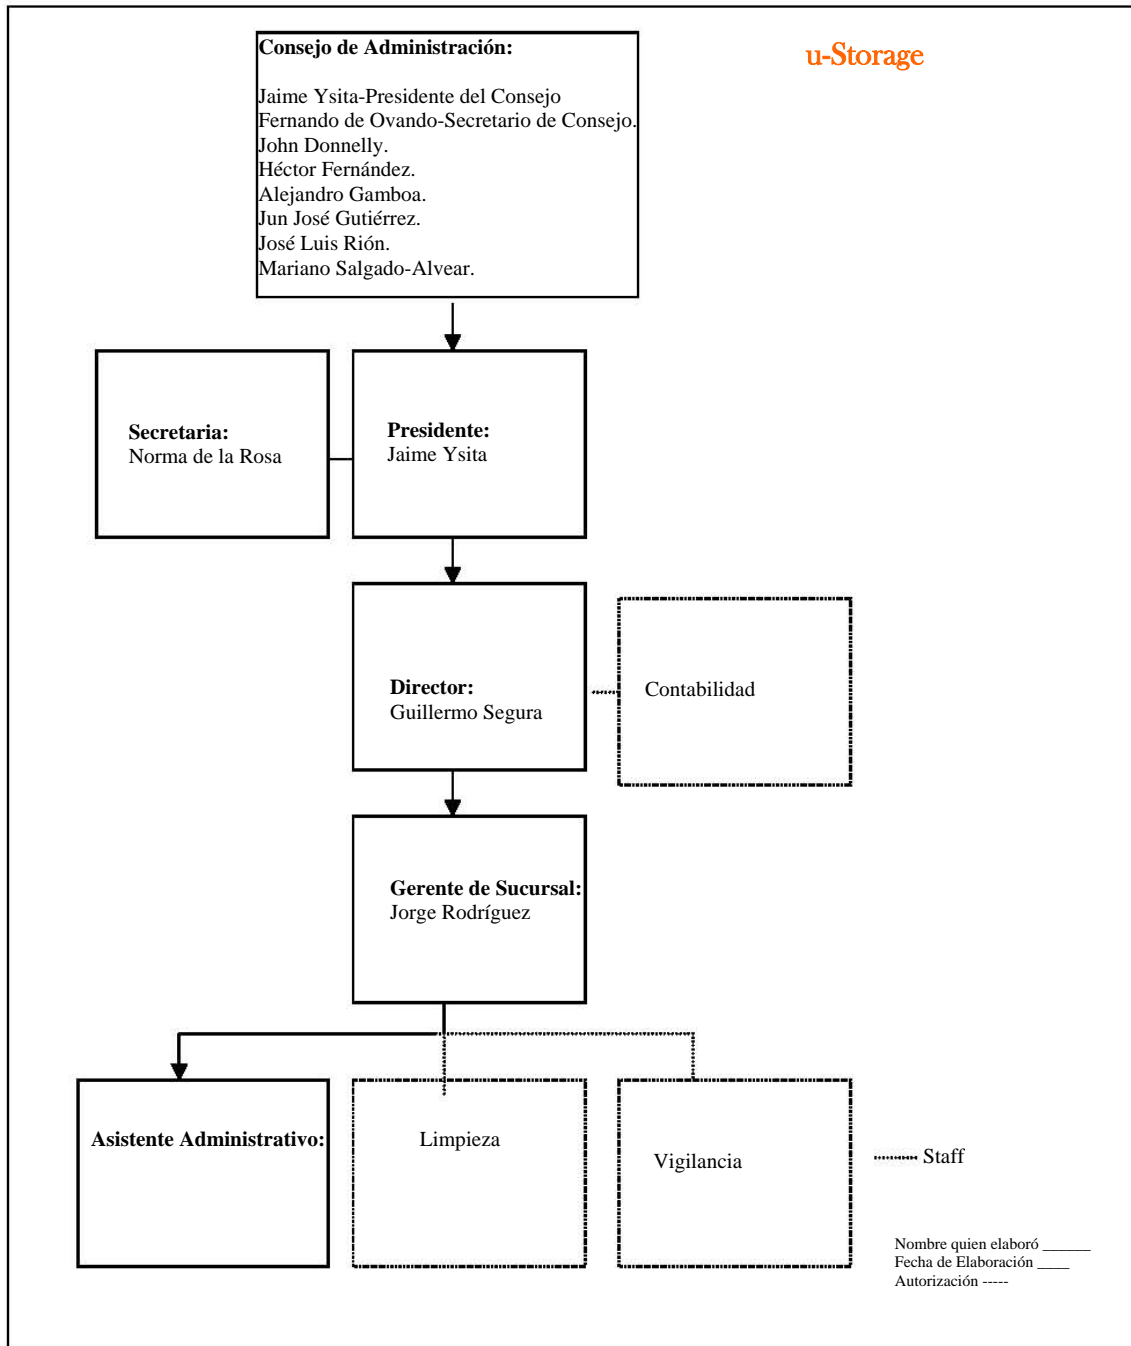 u-Storage
Consejo de Administración:
Jaime Ysita-Presidente del Consejo
Fernando de Ovando-Secretario de Consejo.
John Donnelly.
Héctor Fernández.
Alejandro Gamboa.
Jun José Gutiérrez.
José Luis Rión.
Mariano Salgado-Alvear.
Secretaria:
Norma de la Rosa
Presidente:
Jaime Ysita
Director:
Guillermo Segura
Contabilidad
Gerente de Sucursal:
Jorge Rodríguez
Asistente Administrativo:
Limpieza
Vigilancia
Staff
Nombre quien elaboró ______
Fecha de Elaboración ____
Autorización -----